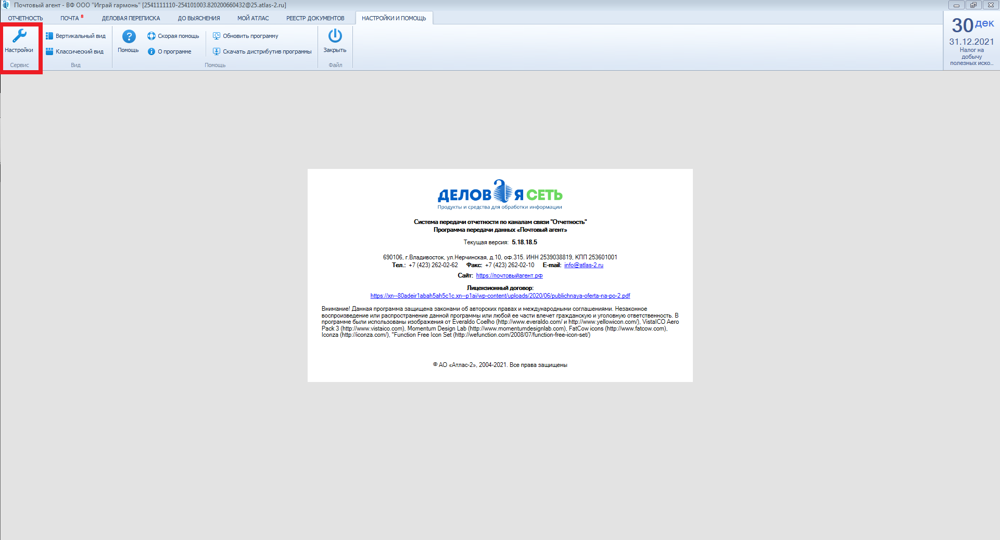 Почтовый агент - ВФ ООО "Играй гармонь" [2541111110-254101003.820200660432@25.atlas-2.ru]
ОТЧЕТНОСТЬ ПОЧТА 8 ДЕЛОВАЯ ПЕРЕПИСКА ДО ВЫЯСНЕНИЯ МОЙ АТЛАС РЕЕСТР ДОКУМЕНТОВ НАСТРОЙКИ И ПОМОЩЬ
Настройки
Сервис
Вертикальный вид
Классический вид
Вид
Помощь
Скорая помощь
О программе
Обновить программу
Скачать дистрибутив программы
Помощь
Закрыть
Файл
30 дек
31.12.2021
Налог на
добычу
полезных иско...
ДЕЛОВАЯ СЕТЬ
Продукты и средства для обработки информации
Система передачи отчетности по каналам связи "Отчетность"
Программа передачи данных «Почтовый агент»
Текущая версия: 5.18.18.5
690106, г.Владивосток, ул.Нерчинская, д.10, оф.315. ИНН 2539038819, КПП 253601001
Тел.: +7 (423) 262-02-62 Факс: +7 (423) 262-02-10 E-mail: info@atlas-2.ru
Сайт: https://почтовыйагент.рф
Лицензионный договор:
https://xn--80adeir1abah5ah5c1c.xn--p1ai/wp-content/uploads/2020/06/publichnaya-oferta-na-po-2.pdf
Внимание! Данная программа защищена законами об авторских правах и международными соглашениями. Незаконное
воспроизведение или распространение данной программы или любой ее части влечет гражданскую и уголовную ответственность. В
программе были использованы изображения от Everaldo Coelho (http://www.everaldo.com/ и http://www.yellowicon.com/), VistaICO Aero
Pack 3 (http://www.vistaico.com), Momentum Design Lab (http://www.momentumdesignlab.com), FatCow icons (http://www.fatcow.com),
Iconza (http://iconza.com/), "Function Free Icon Set (http://wefunction.com/2008/07/function-free-icon-set/)
© АО «Атлас-2», 2004-2021. Все права защищены